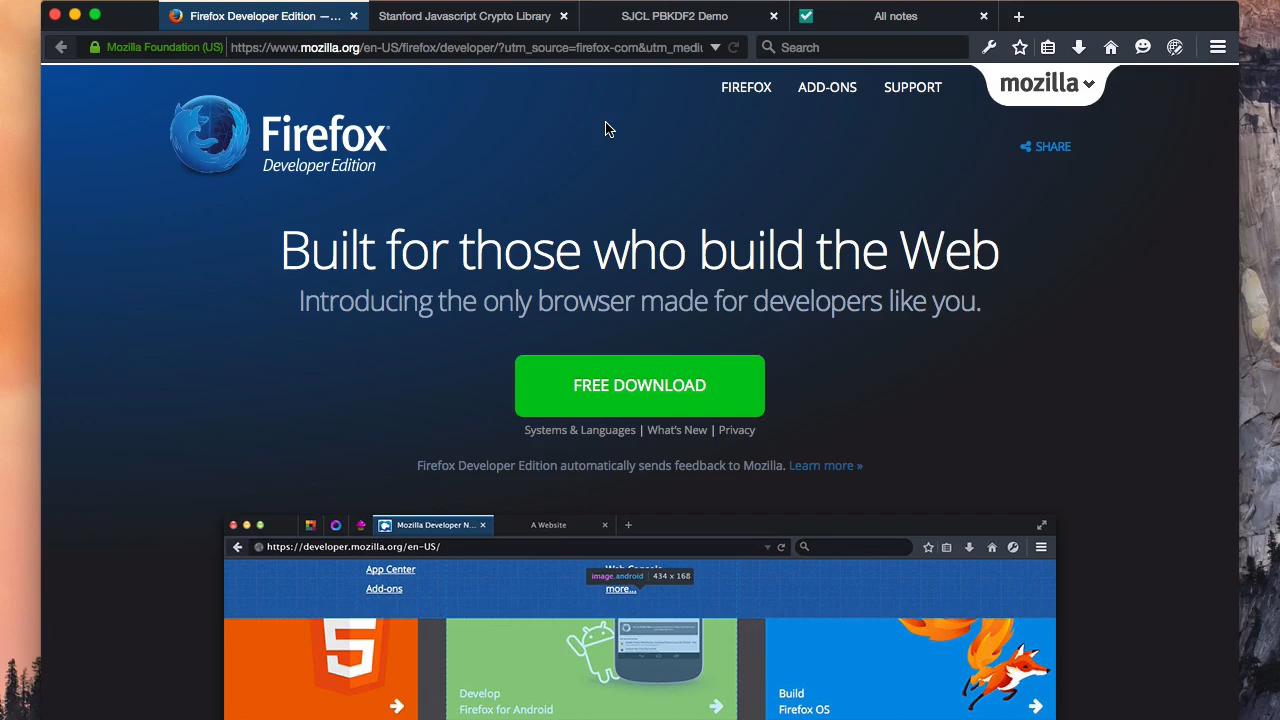 Firefox Developer Edition —...
Stanford Javascript Crypto Library
SJCL PBKDF2 Demo
All notes
Mozilla Foundation (US)
https://www.mozilla.org/en-US/firefox/developer/?utm_source=firefox-com&utm_mediu
Search
FIREFOX
ADD-ONS
SUPPORT
mozilla
Firefox®
Developer Edition
SHARE
Built for those who build the Web
Introducing the only browser made for developers like you.
FREE DOWNLOAD
Systems & Languages | What's New | Privacy
Firefox Developer Edition automatically sends feedback to Mozilla. Learn more »
Mozilla Developer N...
A Website
https://developer.mozilla.org/en-US/
App Center
image.android | 434 x 168
Add-ons
more...
Develop
Firefox for Android
Build
Firefox OS